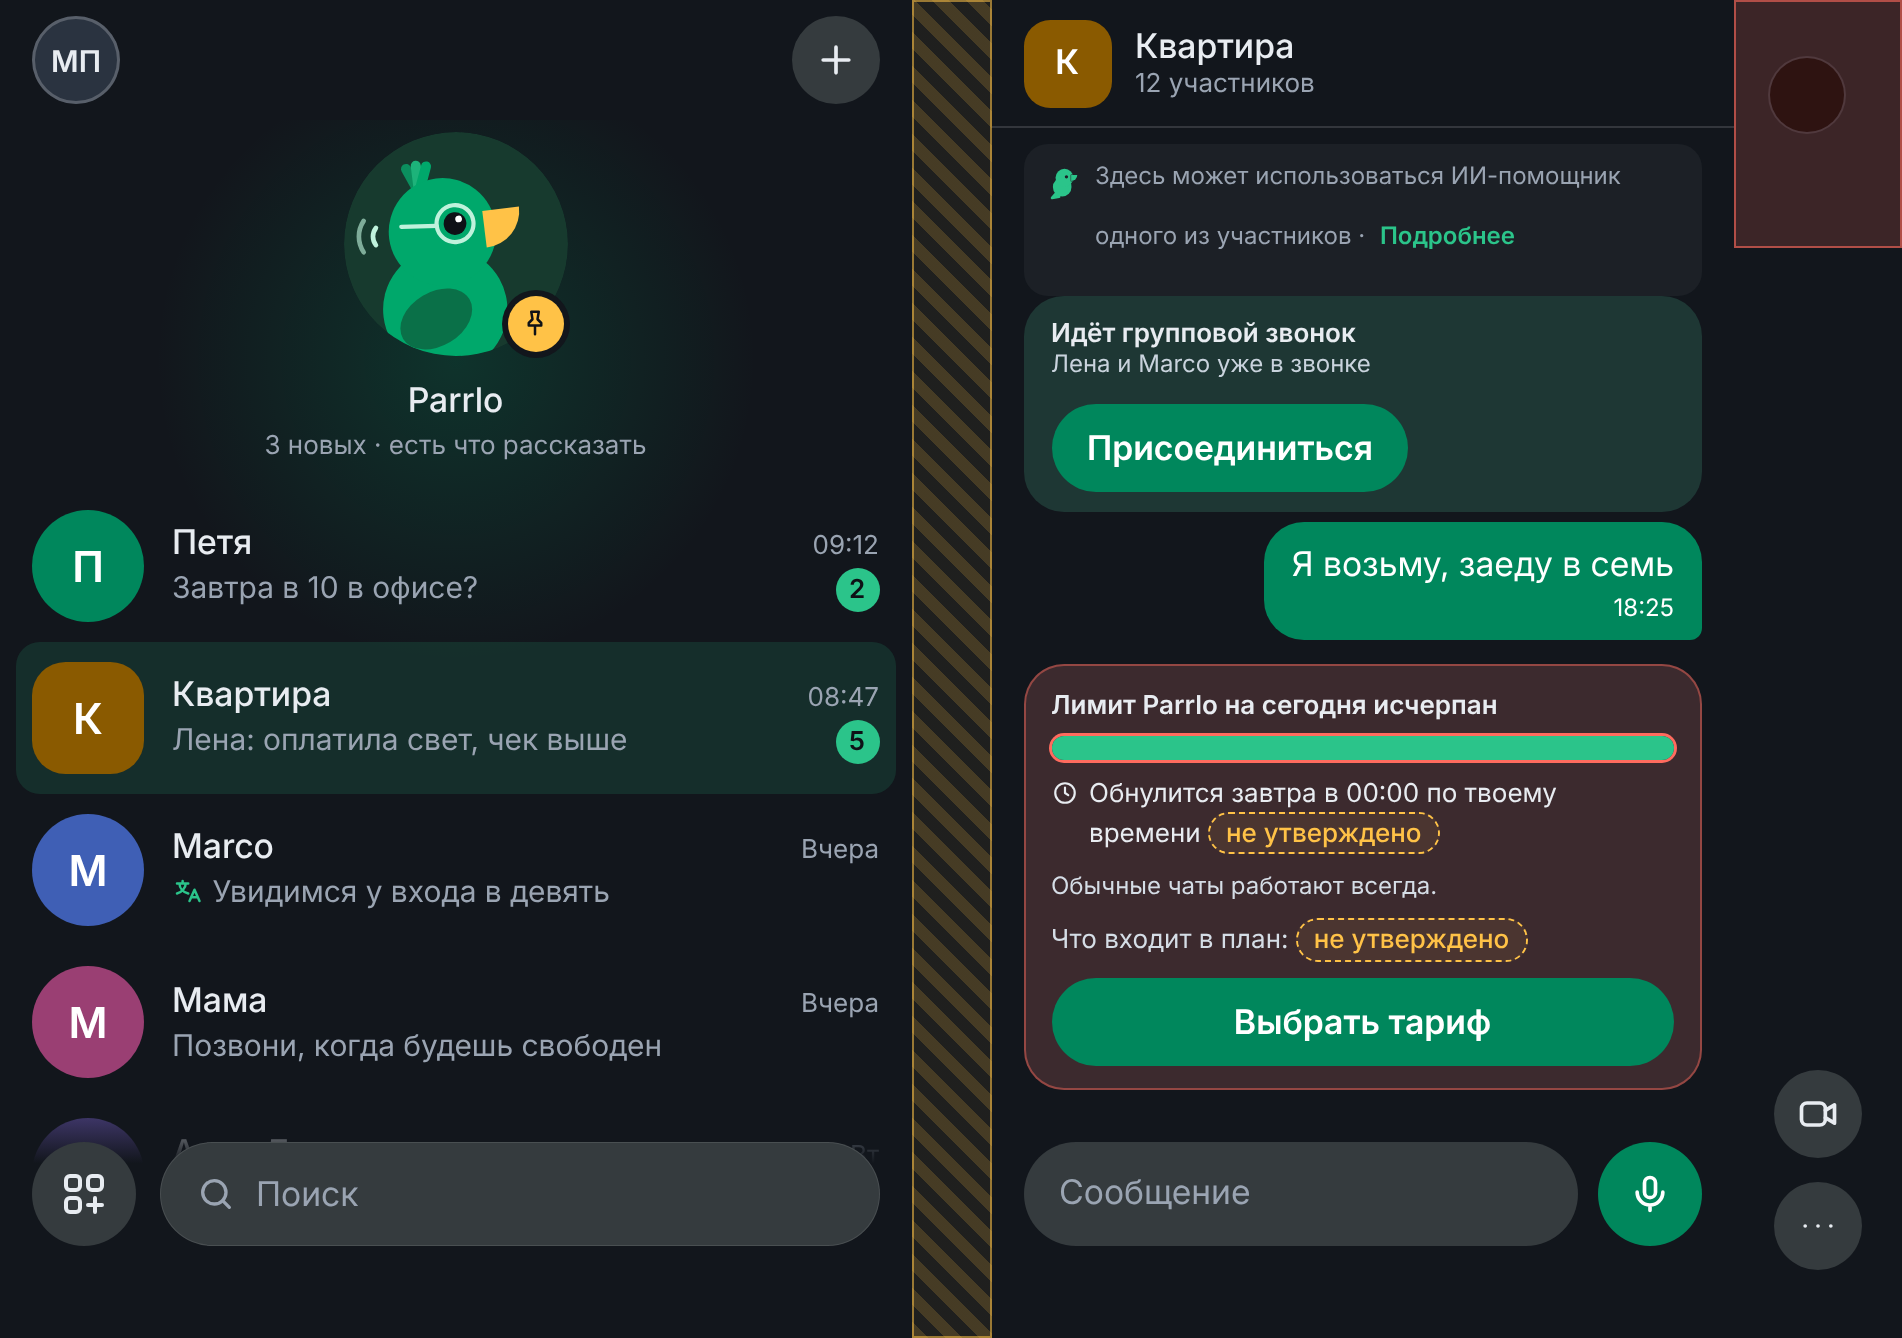 МП
Parrlo
3 новых · есть что рассказать
П
Петя
09:12
Завтра в 10 в офисе?
2
К
Квартира
08:47
Лена: оплатила свет, чек выше
5
М
Marco
Вчера
Увидимся у входа в девять
М
Мама
Вчера
Позвони, когда будешь свободен
Поиск
К
Квартира
12 участников
Здесь может использоваться ИИ-помощник
одного из участников · Подробнее
Идёт групповой звонок
Лена и Marco уже в звонке
Присоединиться
Я возьму, заеду в семь
18:25
Лимит Parrlo на сегодня исчерпан
Обнулится завтра в 00:00 по твоему
времени не утверждено
Обычные чаты работают всегда.
Что входит в план: не утверждено
Выбрать тариф
Сообщение